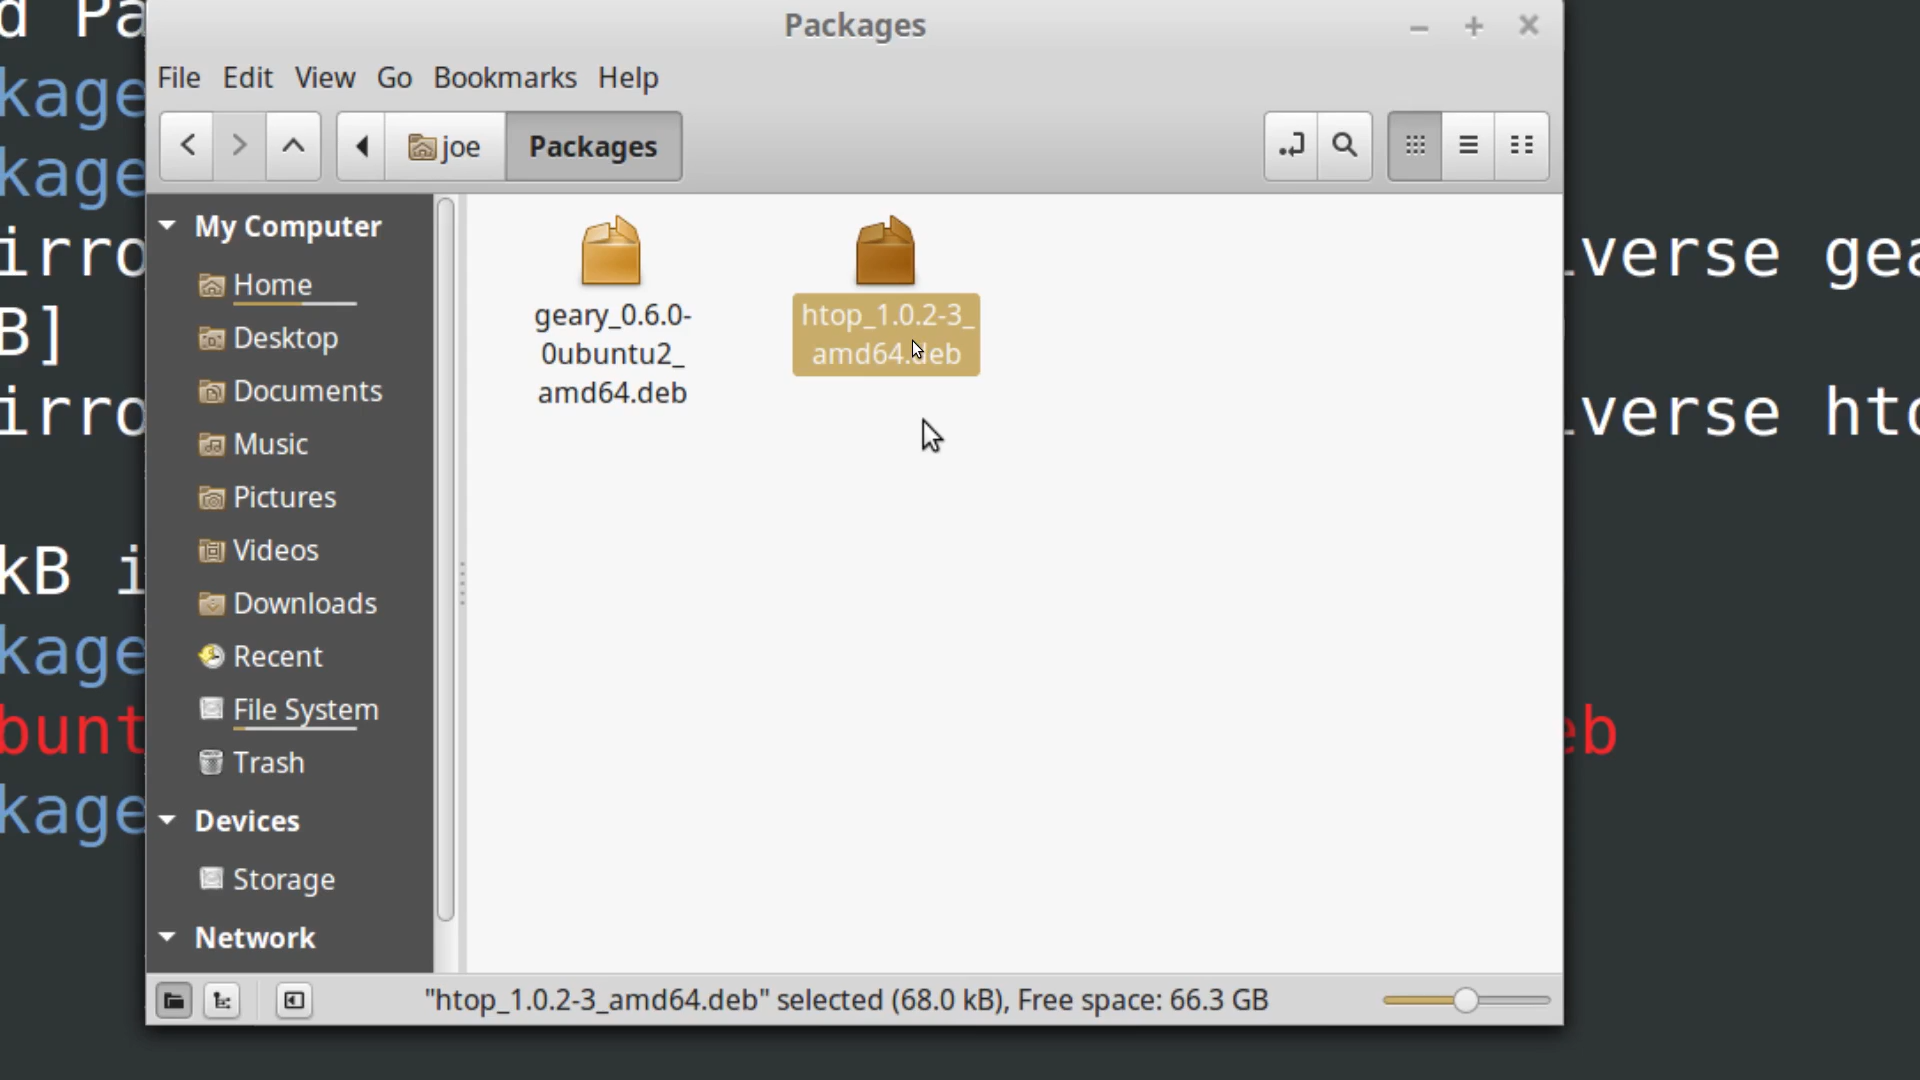 d Pa
Packages
File Edit View Go Bookmarks Help
kage
joe Packages
kage
My Computer
irro
iverse gea
Home
geary_0.6.0-
0ubuntu2_
amd64.deb
htop_1.0.2-3_
amd64.deb
B]
Desktop
Documents
irro
iverse hto
Music
Pictures
Videos
kB i
Downloads
Recent
kage
File System
bunt
eb
Trash
Devices
kage
Storage
Network
"htop_1.0.2-3_amd64.deb" selected (68.0 kB), Free space: 66.3 GB